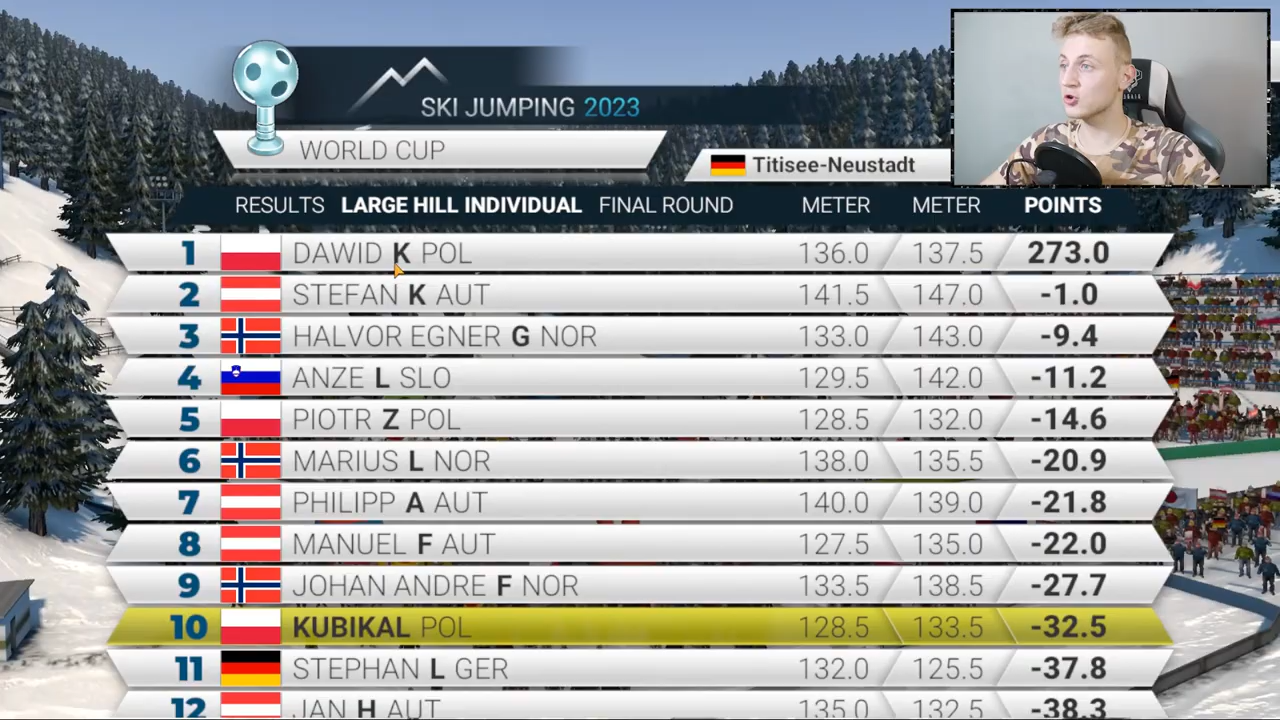 SKI JUMPING 2023
WORLD CUP
Titisee-Neustadt
RESULTS LARGE HILL INDIVIDUAL FINAL ROUND METER METER POINTS
1 DAWID K POL 136.0 137.5 273.0
2 STEFAN K AUT 141.5 147.0 -1.0
3 HALVOR EGNER G NOR 133.0 143.0 -9.4
4 ANZE L SLO 129.5 142.0 -11.2
5 PIOTR Z POL 128.5 132.0 -14.6
6 MARIUS L NOR 138.0 135.5 -20.9
7 PHILIPP A AUT 140.0 139.0 -21.8
8 MANUEL F AUT 127.5 135.0 -22.0
9 JOHAN ANDRE F NOR 133.5 138.5 -27.7
10 KUBIKAL POL 128.5 133.5 -32.5
11 STEPHAN L GER 132.0 125.5 -37.8
12 JAN H AUT 135.0 132.5 -38.3